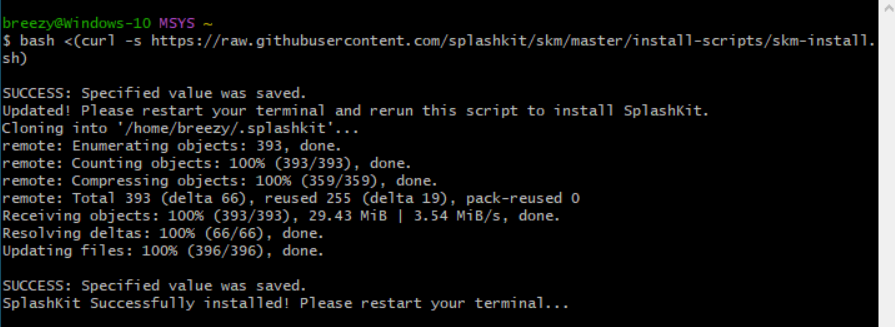 breezy@Windows-10 MSYS ~
$ bash <(curl -s https://raw.githubusercontent.com/splashkit/skm/master/install-scripts/skm-install.
sh)
SUCCESS: Specified value was saved.
Updated! Please restart your terminal and rerun this script to install SplashKit.
Cloning into '/home/breezy/.splashkit'...
remote: Enumerating objects: 393, done.
remote: Counting objects: 100% (393/393), done.
remote: Compressing objects: 100% (359/359), done.
remote: Total 393 (delta 66), reused 255 (delta 19), pack-reused 0
Receiving objects: 100% (393/393), 29.43 MiB | 3.54 MiB/s, done.
Resolving deltas: 100% (66/66), done.
Updating files: 100% (396/396), done.
SUCCESS: Specified value was saved.
SplashKit Successfully installed! Please restart your terminal...